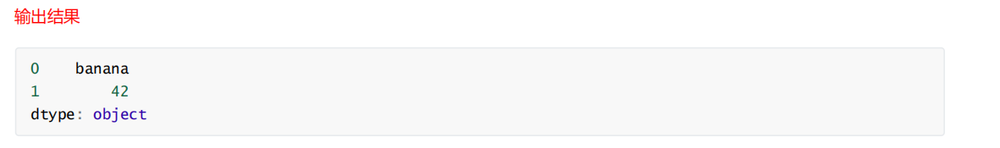 输出结果
0    banana
1        42
dtype: object